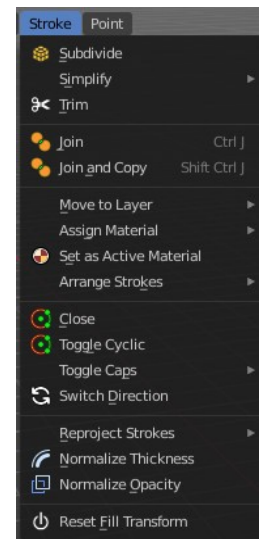 Stroke Point
Subdivide
Simplify
Trim
Join Ctrl J
Join and Copy Shift Ctrl J
Move to Layer
Assign Material
Set as Active Material
Arrange Strokes
Close
Toggle Cyclic
Toggle Caps
Switch Direction
Reproject Strokes
Normalize Thickness
Normalize Opacity
Reset Fill Transform